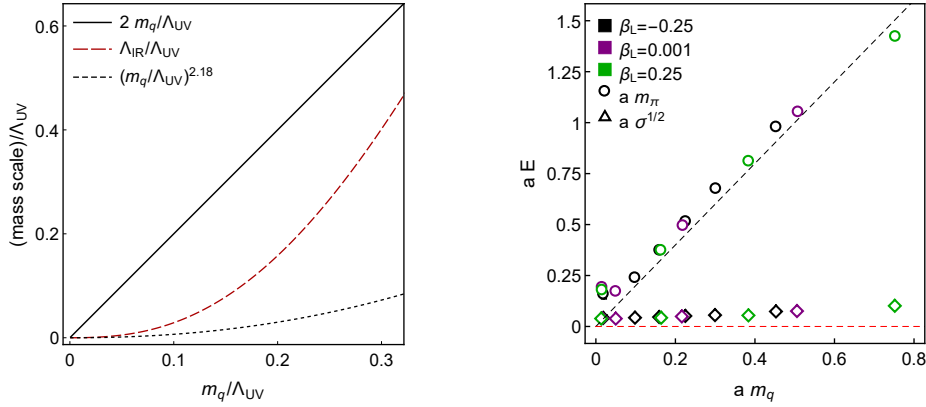 2 m_q/Λ_UV
Λ_IR/Λ_UV
(m_q/Λ_UV)^2.18
(mass scale)/Λ_UV
0.6
0.4
0.2
0
0 0.1 0.2 0.3
m_q/Λ_UV
β_L=-0.25
β_L=0.001
β_L=0.25
a m_π
a σ^1/2
a E
1.5
1.25
1
0.75
0.5
0.25
0
0 0.2 0.4 0.6 0.8
a m_q